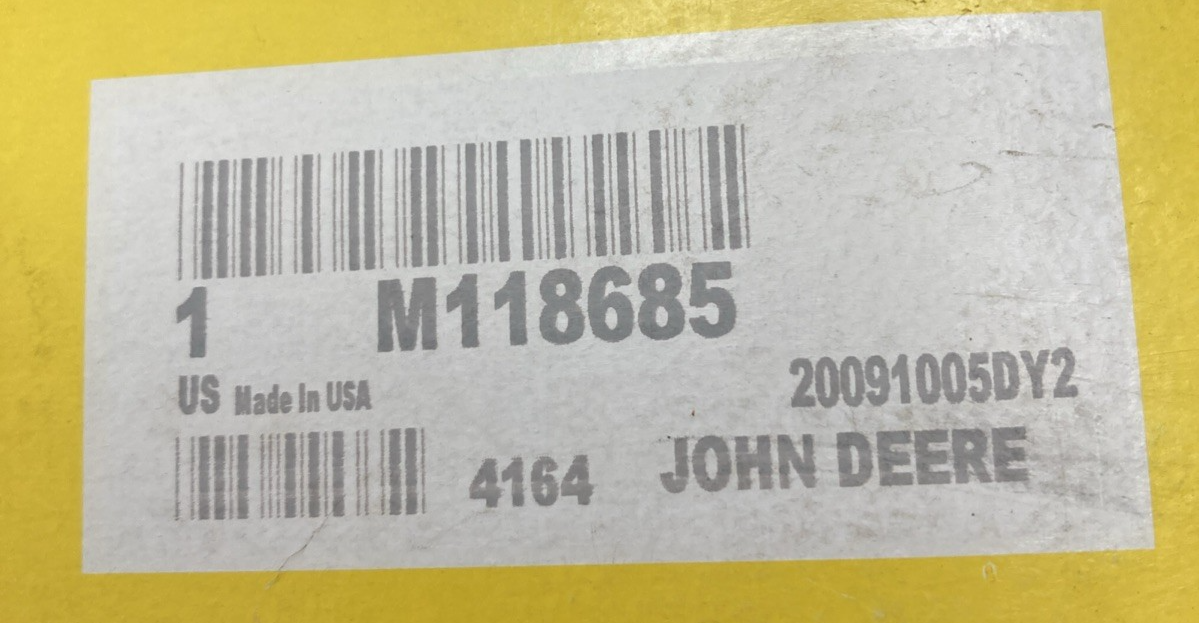 1 M118685
US Made In USA 20091005DY2
4164 JOHN DEERE